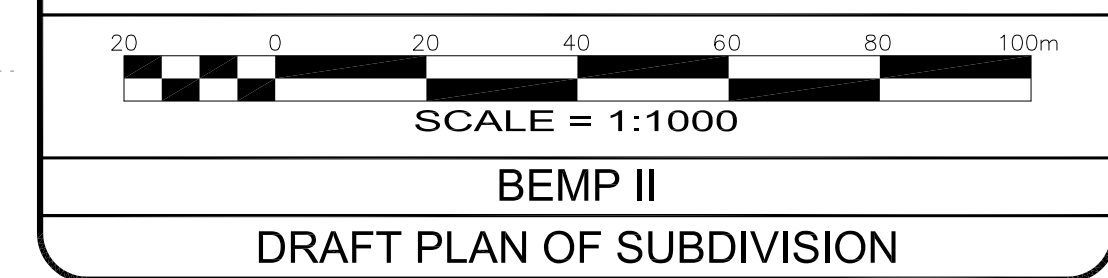 20 0 20 40 60 80 100m
SCALE = 1:1000
BEMP II
DRAFT PLAN OF SUBDIVISION